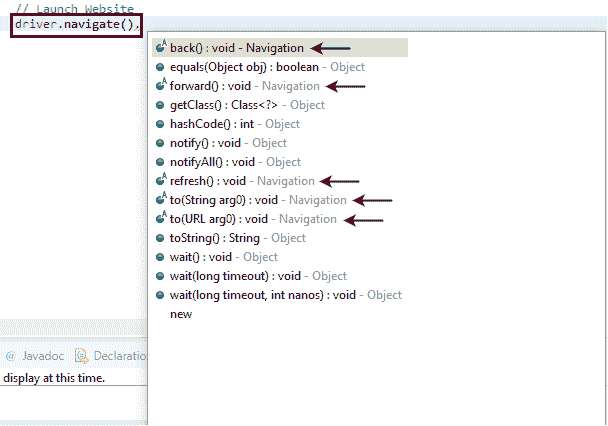 // Launch Website
driver.navigate().
back() : void - Navigation
equals(Object obj) : boolean - Object
forward() : void - Navigation
getClass() : Class<?> - Object
hashCode() : int - Object
notify() : void - Object
notifyAll() : void - Object
refresh() : void - Navigation
to(String arg0) : void - Navigation
to(URL arg0) : void - Navigation
toString() : String - Object
wait() : void - Object
wait(long timeout) : void - Object
wait(long timeout, int nanos) : void - Object
new
@ Javadoc Declaratio
display at this time.